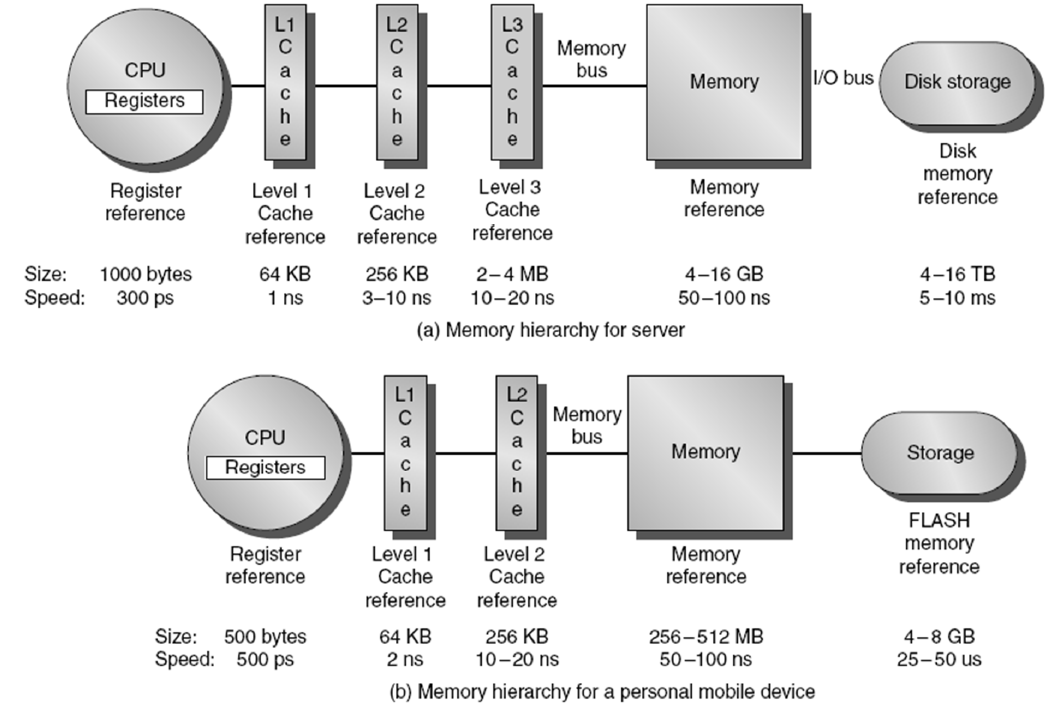 CPU
Registers
L1
C
a
c
h
e
L2
C
a
c
h
e
L3
C
a
c
h
e
Memory
bus
Memory
I/O bus
Disk storage
Register
reference
Level 1
Cache
reference
Level 2
Cache
reference
Level 3
Cache
reference
Memory
reference
Disk
memory
reference
Size: 1000 bytes 64 KB 256 KB 2–4 MB 4–16 GB 4–16 TB
Speed: 300 ps 1 ns 3–10 ns 10–20 ns 50–100 ns 5–10 ms
(a) Memory hierarchy for server
CPU
Registers
L1
C
a
c
h
e
L2
C
a
c
h
e
Memory
bus
Memory
Storage
Register
reference
Level 1
Cache
reference
Level 2
Cache
reference
Memory
reference
FLASH
memory
reference
Size: 500 bytes 64 KB 256 KB 256–512 MB 4–8 GB
Speed: 500 ps 2 ns 10–20 ns 50–100 ns 25–50 us
(b) Memory hierarchy for a personal mobile device